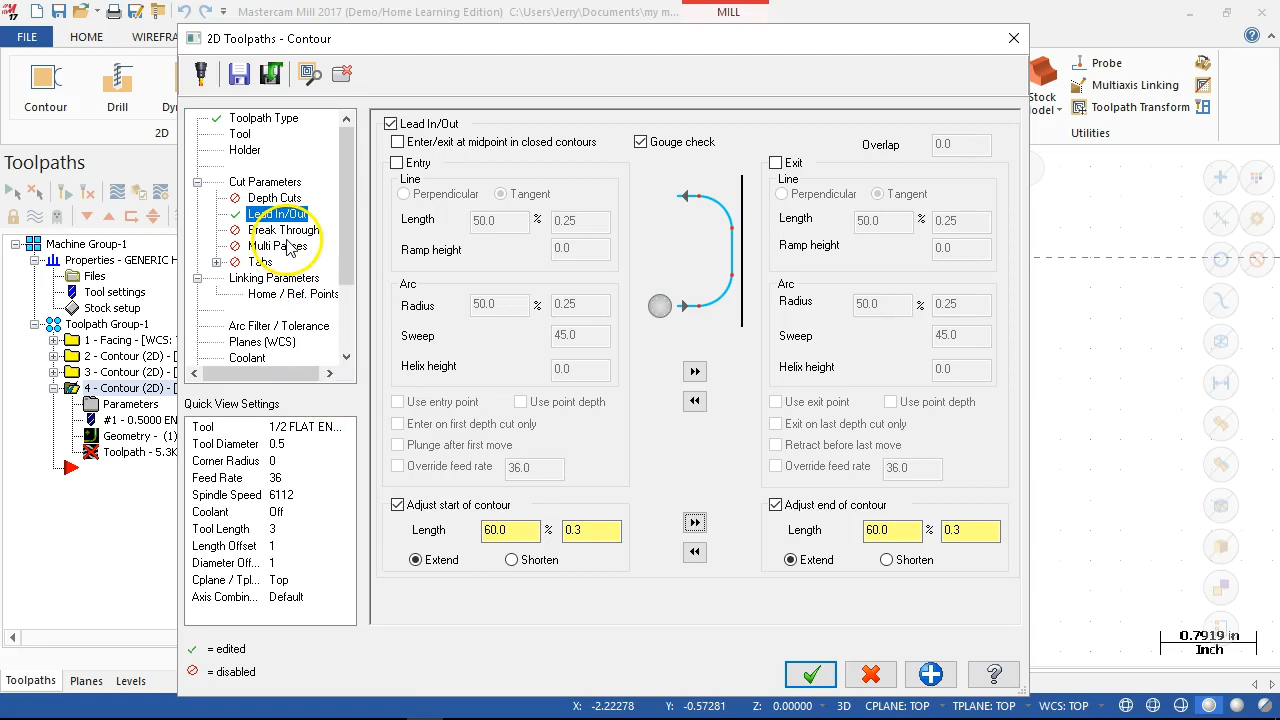 Mastercam Mill 2017 (Demo/Home Learning Edition) C:\Users\Jerry\Documents\my m...
MILL
17
FILE
HOME
WIREFRA
2D Toolpaths - Contour
Contour
Drill
Dy
2D
Probe
Multiaxis Linking
Toolpath Transform
Stock
Model
Utilities
Toolpaths
Machine Group-1
Properties - GENERIC H
Files
Tool settings
Stock setup
Toolpath Group-1
1 - Facing - [WCS:
2 - Contour (2D) - [
3 - Contour (2D) - [
4 - Contour (2D) - [
Parameters
#1 - 0.5000 EN
Geometry - (1)
Toolpath - 5.3K
Toolpaths
Planes
Levels
Toolpath Type
Tool
Holder
Cut Parameters
Depth Cuts
Lead In/Out
Break Through
Multi Passes
Tabs
Linking Parameters
Home / Ref. Points
Arc Filter / Tolerance
Planes (WCS)
Coolant
Quick View Settings
Tool 1/2 FLAT EN...
Tool Diameter 0.5
Corner Radius 0
Feed Rate 36
Spindle Speed 6112
Coolant Off
Tool Length 3
Length Offset 1
Diameter Off... 1
Cplane / Tpl... Top
Axis Combin... Default
= edited
= disabled
Lead In/Out
Enter/exit at midpoint in closed contours
Gouge check
Overlap 0.0
Entry
Line
Perpendicular Tangent
Length 50.0 % 0.25
Ramp height 0.0
Arc
Radius 50.0 % 0.25
Sweep 45.0
Helix height 0.0
Use entry point Use point depth
Enter on first depth cut only
Plunge after first move
Override feed rate 36.0
Adjust start of contour
Length 60.0 % 0.3
Extend Shorten
Exit
Line
Perpendicular Tangent
Length 50.0 % 0.25
Ramp height 0.0
Arc
Radius 50.0 % 0.25
Sweep 45.0
Helix height 0.0
Use exit point Use point depth
Exit on last depth cut only
Retract before last move
Override feed rate 36.0
Adjust end of contour
Length 60.0 % 0.3
Extend Shorten
0.7919 in
Inch
X: -2.22278 Y: -0.57281 Z: 0.00000 3D CPLANE: TOP TPLANE: TOP WCS: TOP